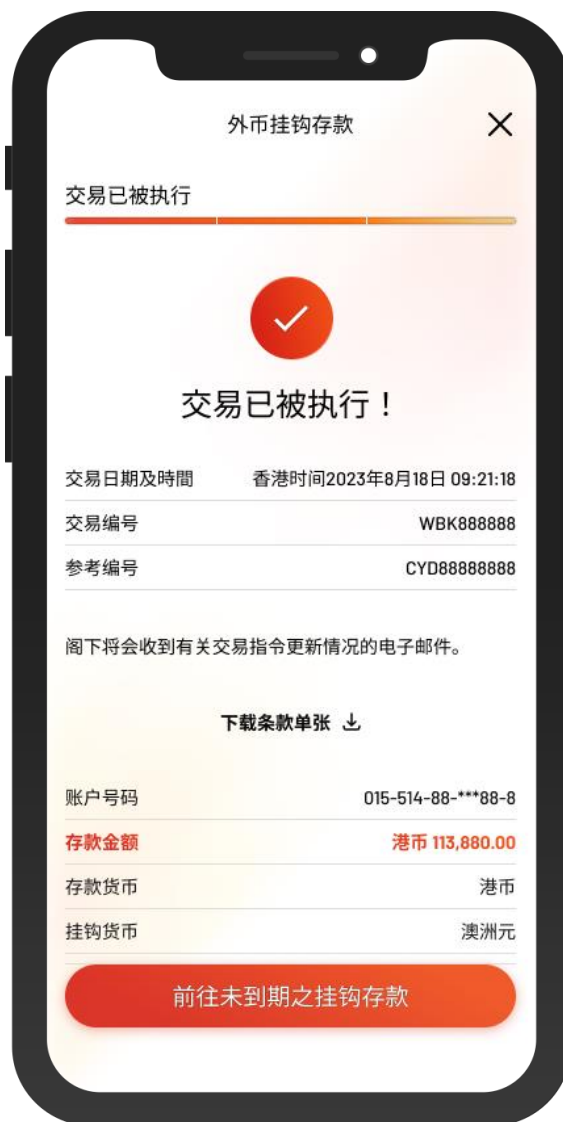 外币挂钩存款
交易已被执行
交易已被执行！
交易日期及時間 香港时间2023年8月18日 09:21:18
交易编号 WBK888888
参考编号 CYD88888888
阁下将会收到有关交易指令更新情况的电子邮件。
下载条款单张
账户号码 015-514-88-***88-8
存款金额 港币 113,880.00
存款货币 港币
挂钩货币 澳洲元
前往未到期之挂钩存款